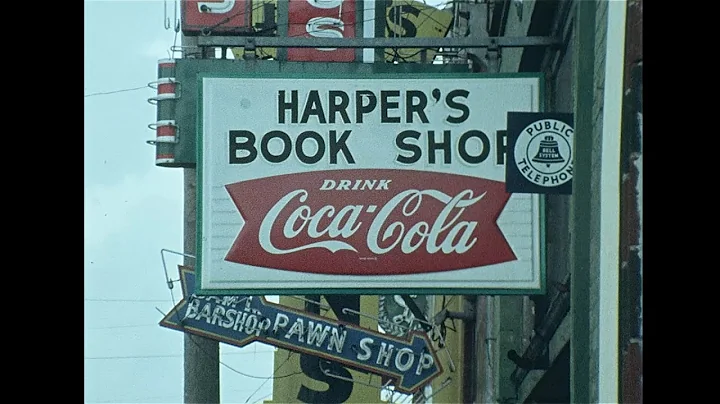 HARPER'S
BOOK SHOP
DRINK
Coca-Cola
PUBLIC
BELL
SYSTEM
TELEPHONE
BARSHOP
PAWN SHOP
S